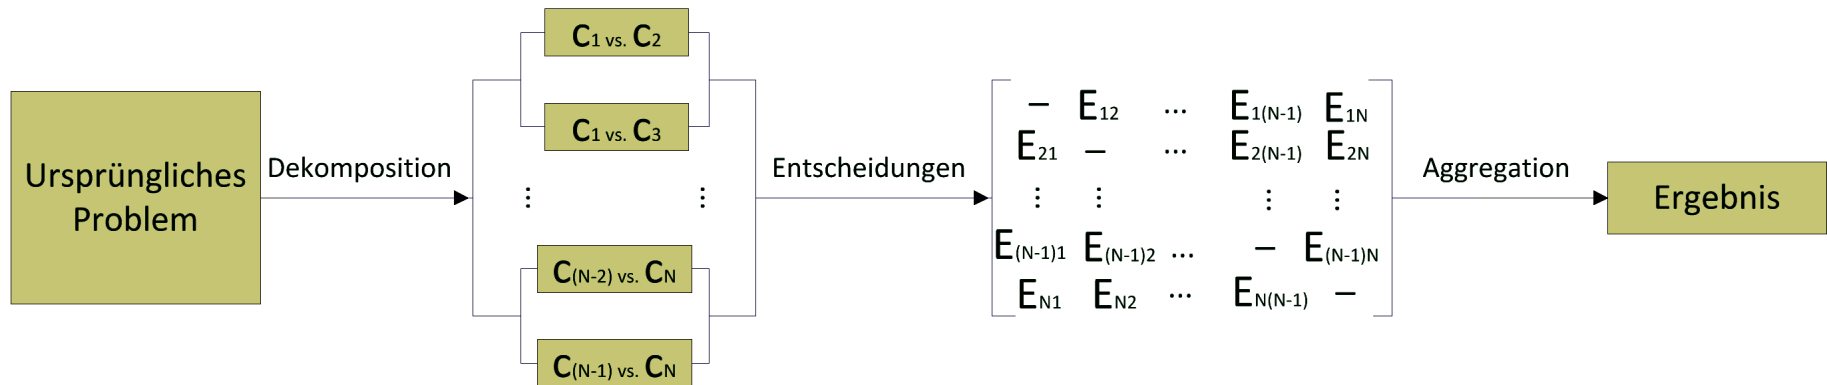 Ursprüngliches
Problem
Dekomposition
C1 vs. C2
C1 vs. C3
⋮ ⋮
C(N-2) vs. CN
C(N-1) vs. CN
Entscheidungen
– E12 ... E1(N-1) E1N
E21 – ... E2(N-1) E2N
⋮ ⋮ ⋮ ⋮
E(N-1)1 E(N-1)2 ... – E(N-1)N
EN1 EN2 ... EN(N-1) –
Aggregation
Ergebnis